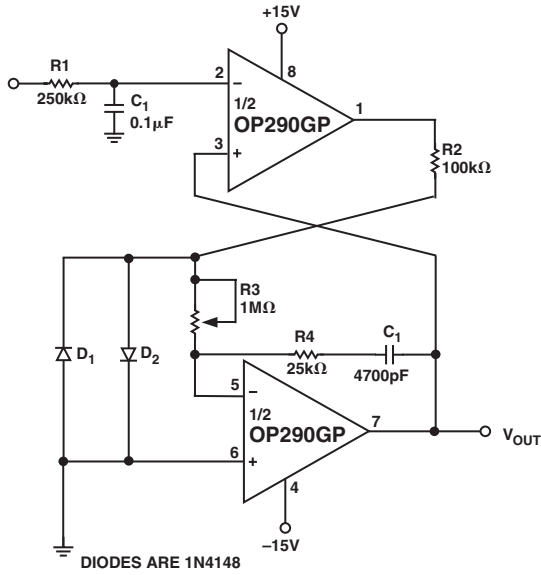 +15V
R1
250kΩ
C1
0.1µF
2
−
8
1/2
OP290GP
1
3
+
R2
100kΩ
R3
1MΩ
D1
D2
R4
25kΩ
C1
4700pF
5
−
1/2
OP290GP
7
6
+
VOUT
4
−15V
DIODES ARE 1N4148